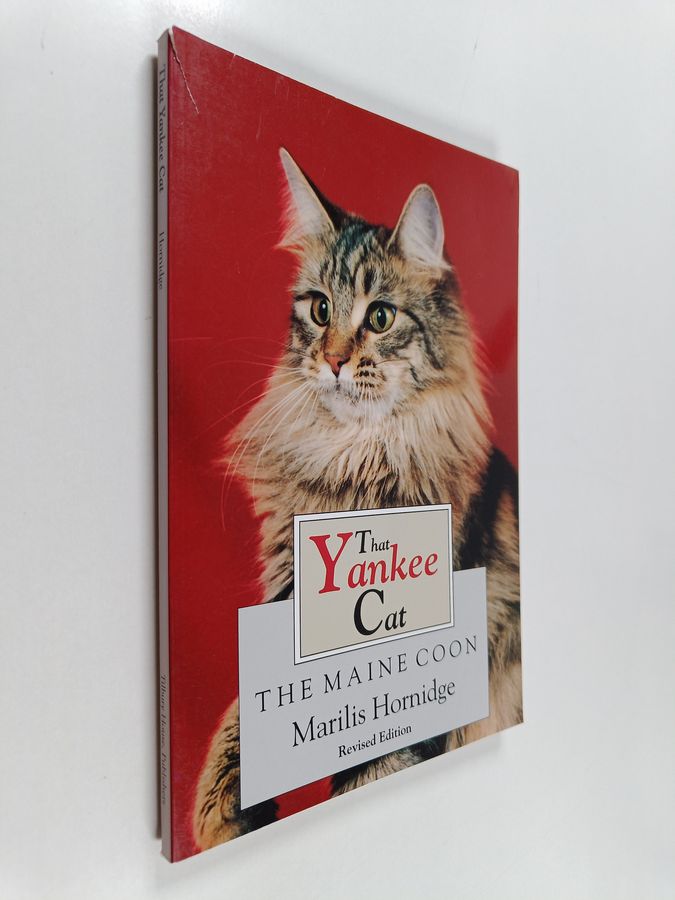 That
Yankee
Cat
THE MAINE COON
Marilis Hornidge
Revised Edition
That Yankee Cat
Hornidge
Tilbury House, Publishers